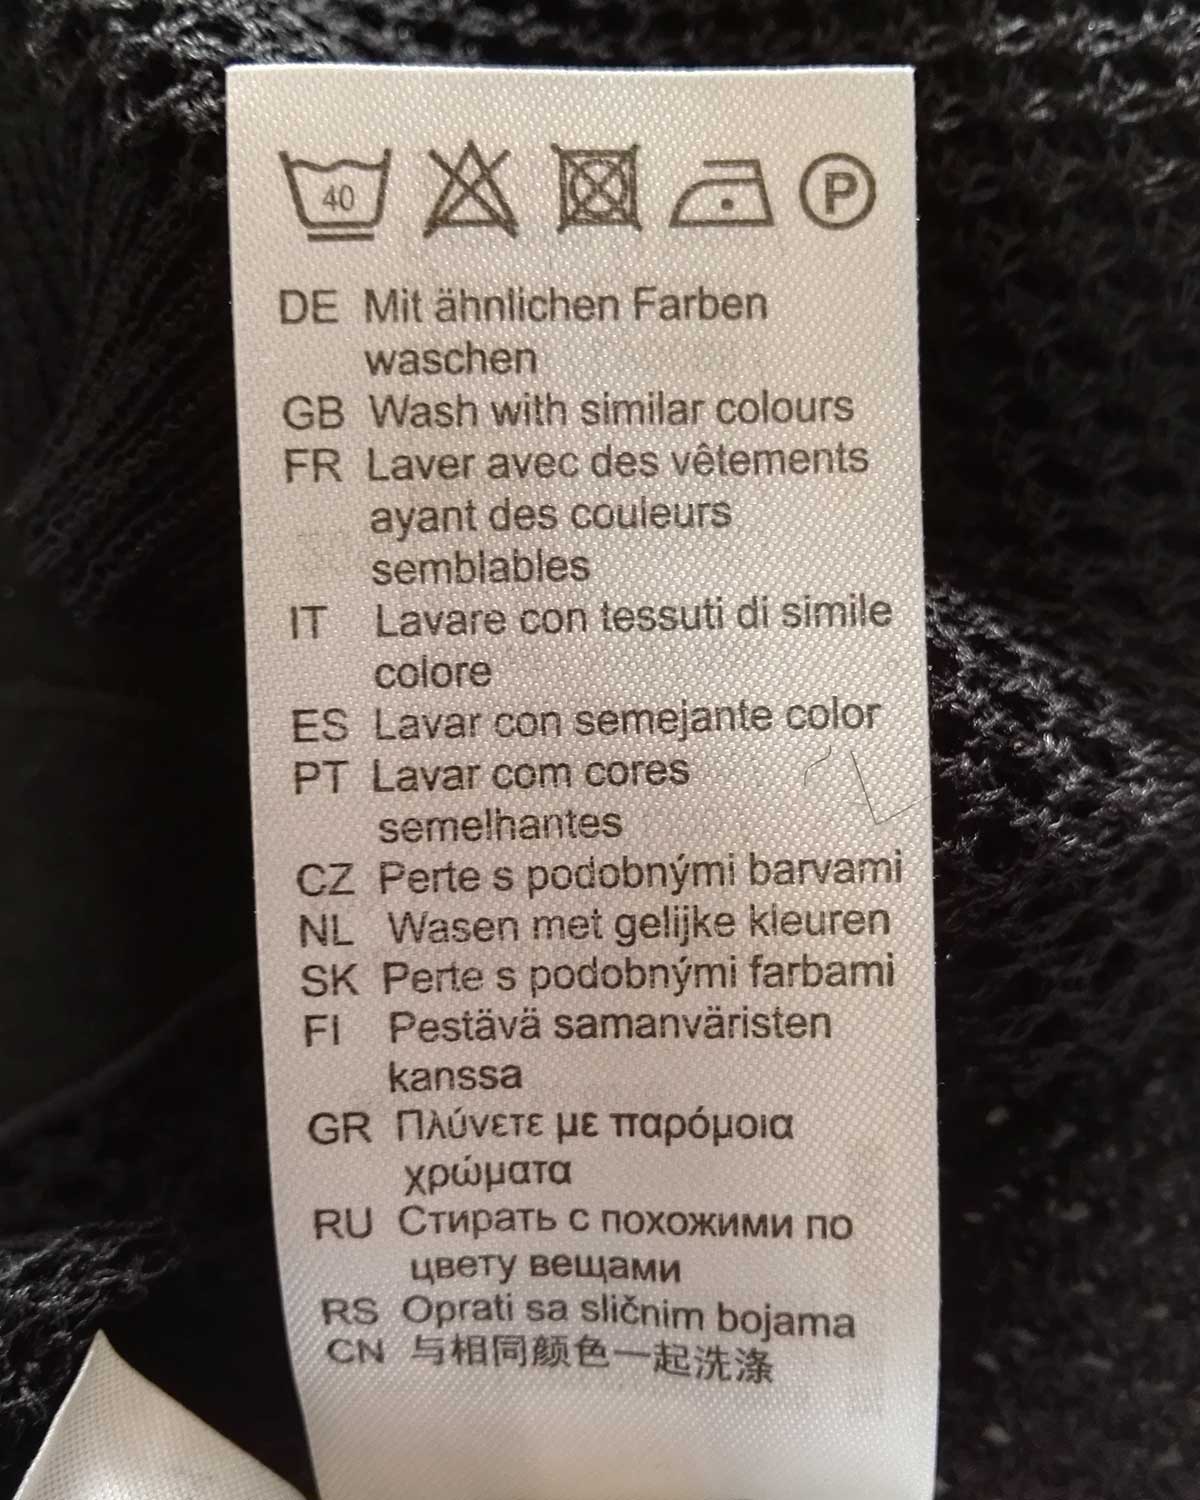 40
P
DE Mit ähnlichen Farben
waschen
GB Wash with similar colours
FR Laver avec des vêtements
ayant des couleurs
semblables
IT Lavare con tessuti di simile
colore
ES Lavar con semejante color
PT Lavar com cores
semelhantes
CZ Perte s podobnými barvami
NL Wasen met gelijke kleuren
SK Perte s podobnými farbami
FI Pestävä samanväristen
kanssa
GR Πλύνετε με παρόμοια
χρώματα
RU Стирать с похожими по
цвету вещами
RS Oprati sa sličnim bojama
CN 与相同颜色一起洗涤